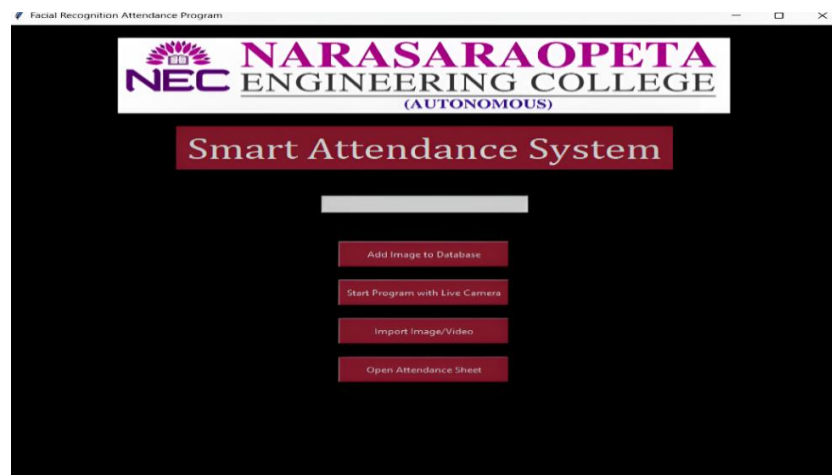 Facial Recognition Attendance Program
NEC
NARASARAOPETA
ENGINEERING COLLEGE
(AUTONOMOUS)
Smart Attendance System
Add Image to Database
Start Program with Live Camera
Import Image/Video
Open Attendance Sheet